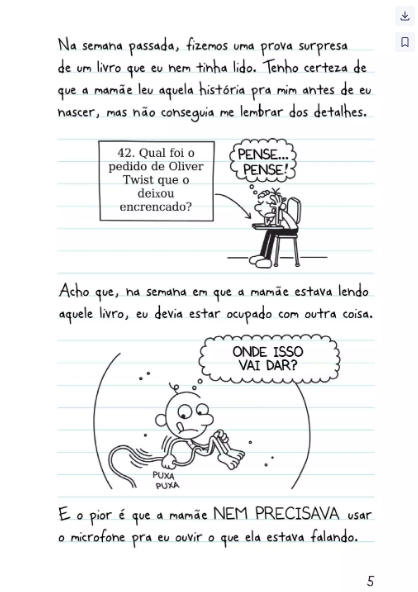 Na semana passada, fizemos uma prova surpresa
de um livro que eu nem tinha lido. Tenho certeza de
que a mamãe leu aquela história pra mim antes de eu
nascer, mas não conseguia me lembrar dos detalhes.
42. Qual foi o
pedido de Oliver
Twist que o
deixou
encrencado?
PENSE...
PENSE!
Acho que, na semana em que a mamãe estava lendo
aquele livro, eu devia estar ocupado com outra coisa.
ONDE ISSO
VAI DAR?
PUXA
PUXA
E o pior é que a mamãe NEM PRECISAVA usar
o microfone pra eu ouvir o que ela estava falando.
5